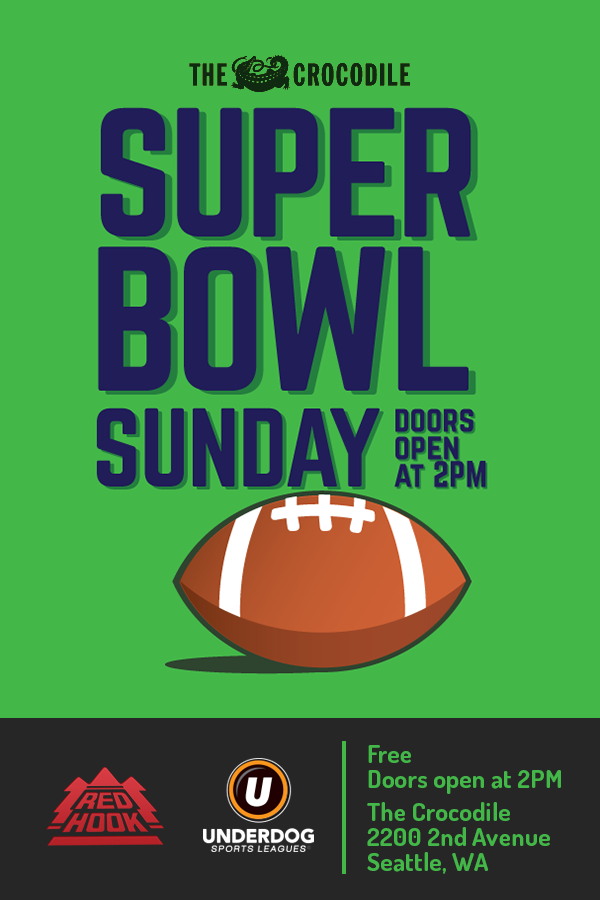 THE CROCODILE
SUPER
BOWL
SUNDAY
DOORS
OPEN
AT 2PM
RED
HOOK
U
UNDERDOG
SPORTS LEAGUES
Free
Doors open at 2PM
The Crocodile
2200 2nd Avenue
Seattle, WA